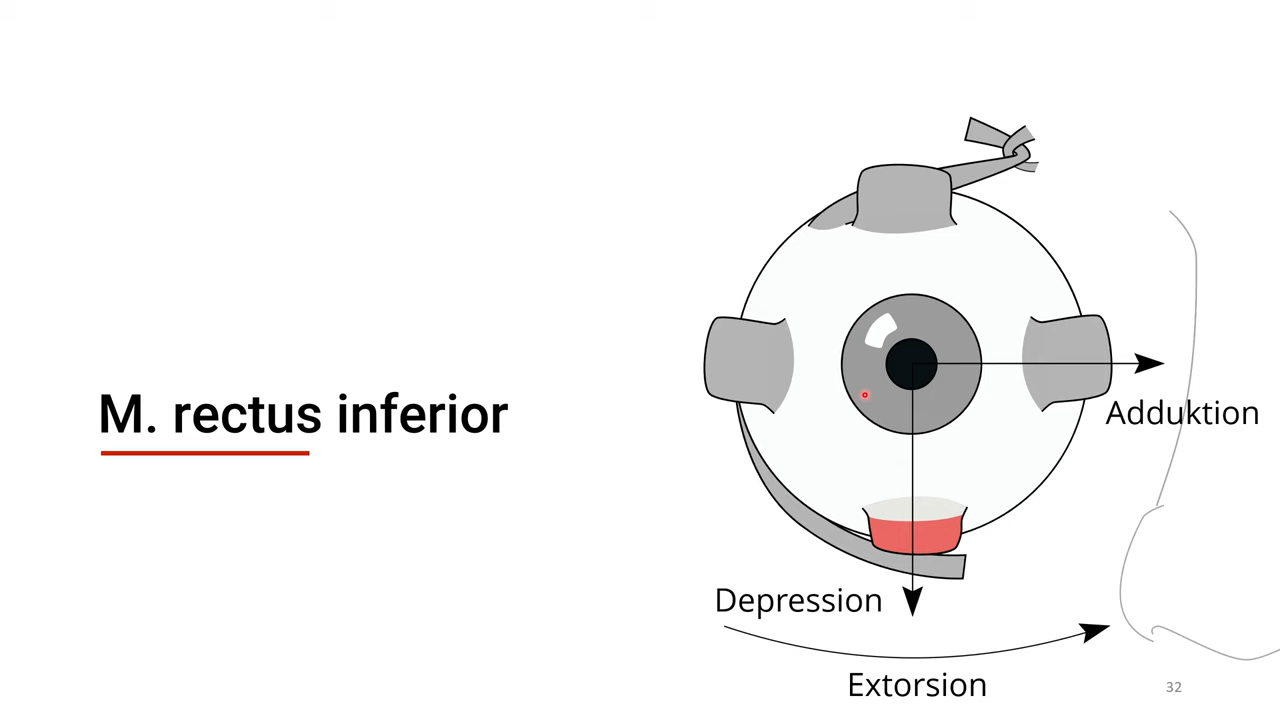 M. rectus inferior
Adduktion
Depression
Extorsion
32